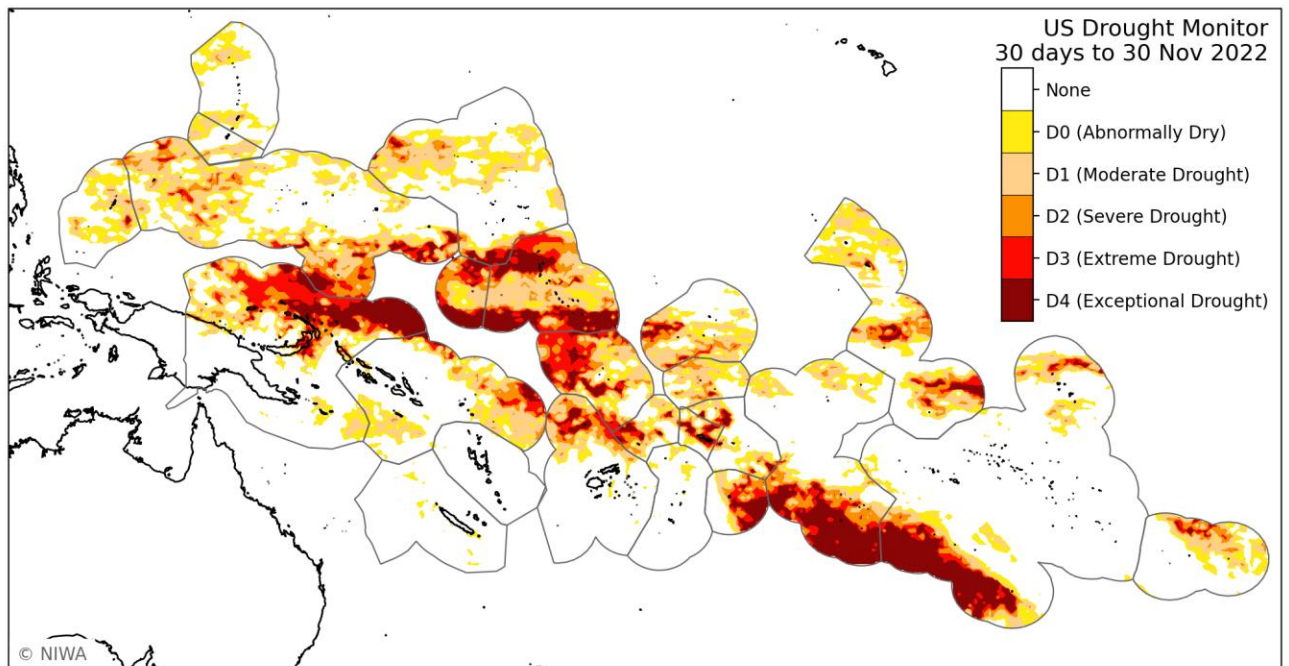 US Drought Monitor
30 days to 30 Nov 2022
None
D0 (Abnormally Dry)
D1 (Moderate Drought)
D2 (Severe Drought)
D3 (Extreme Drought)
D4 (Exceptional Drought)
© NIWA